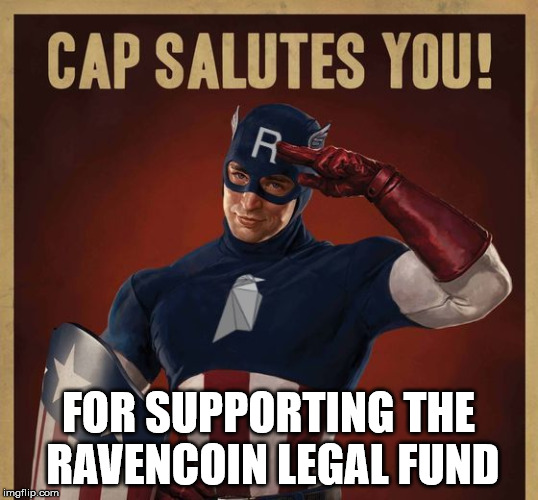 CAP SALUTES YOU!
R
FOR SUPPORTING THE
RAVENCOIN LEGAL FUND
imgflip.com